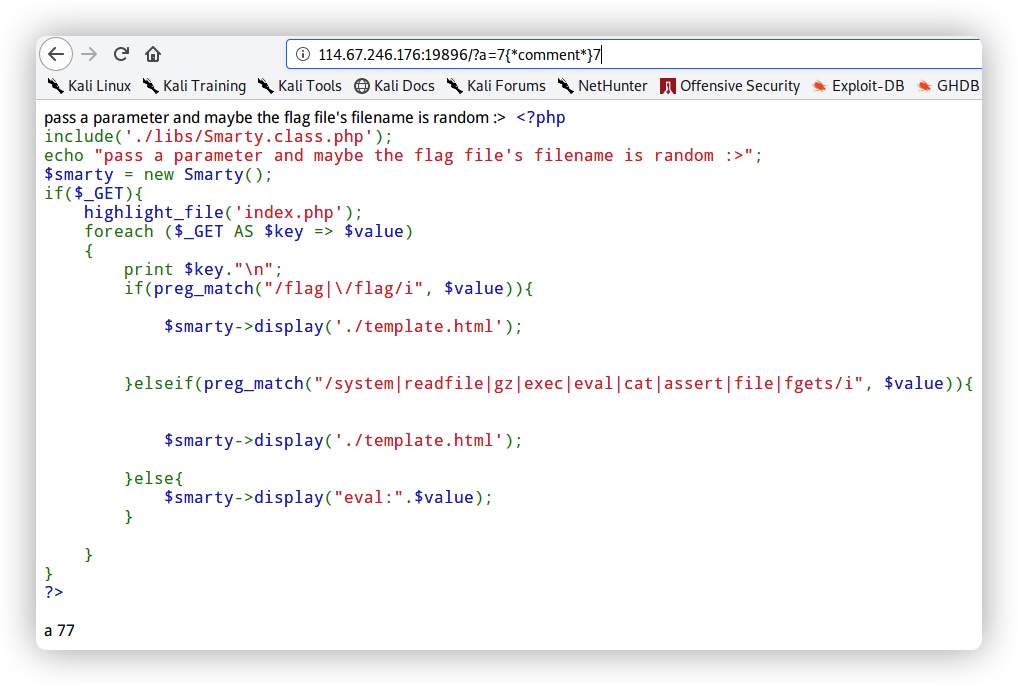 114.67.246.176:19896/?a=7{*comment*}7
Kali Linux Kali Training Kali Tools Kali Docs Kali Forums NetHunter Offensive Security Exploit-DB GHDB
pass a parameter and maybe the flag file's filename is random :> <?php
include('./libs/Smarty.class.php');
echo "pass a parameter and maybe the flag file's filename is random :>";
$smarty = new Smarty();
if($_GET){
    highlight_file('index.php');
    foreach ($_GET AS $key => $value)
    {
        print $key."\n";
        if(preg_match("/flag|\/flag/i", $value)){
            $smarty->display('./template.html');
        }elseif(preg_match("/system|readfile|gz|exec|eval|cat|assert|file|fgets/i", $value)){
            $smarty->display('./template.html');
        }else{
            $smarty->display("eval:".$value);
        }
    }
}
?>
a 77